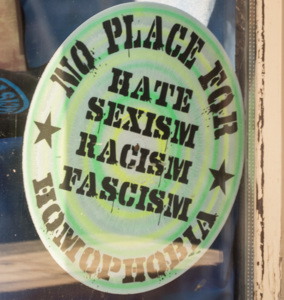 NO PLACE FOR
HATE
SEXISM
RACISM
FASCISM
HOMOPHOBIA